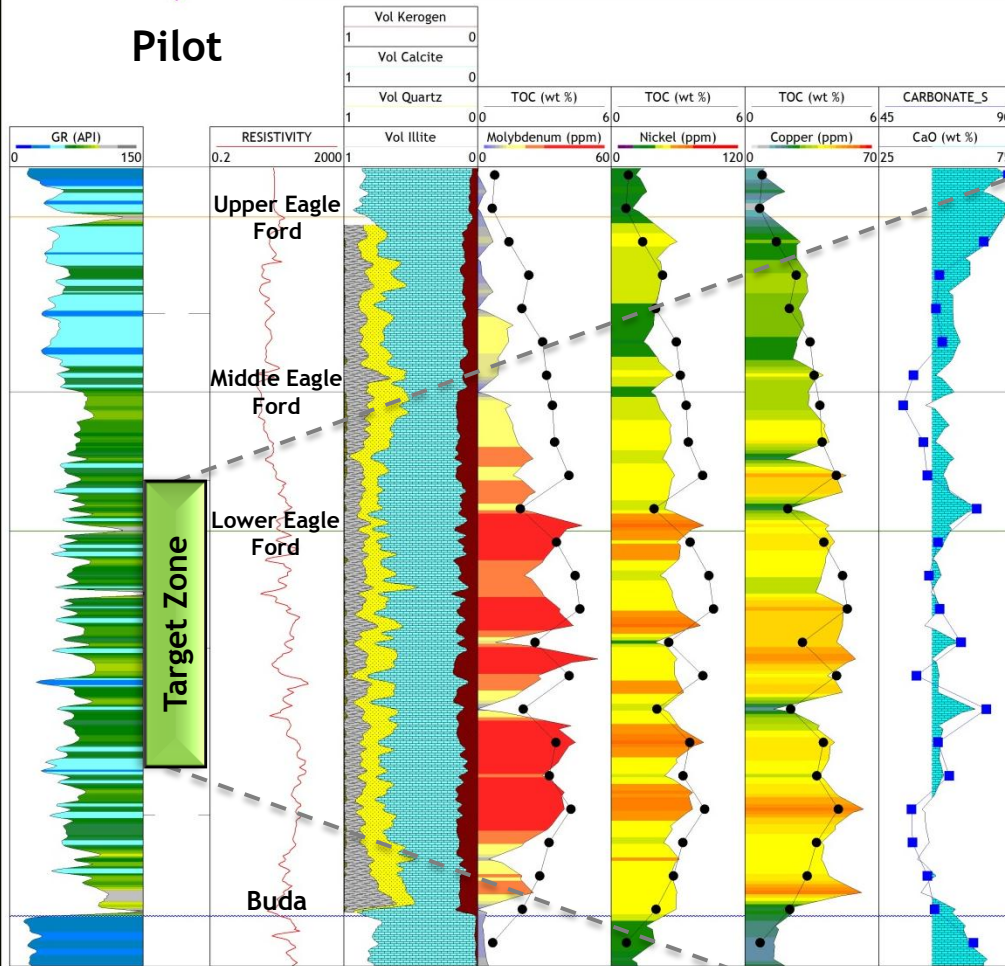 Pilot
Vol Kerogen
1 0
Vol Calcite
1 0
Vol Quartz
TOC (wt %)
TOC (wt %)
TOC (wt %)
CARBONATE_S
1 0
0 6
0 6
0 6
45 90
GR (API)
RESISTIVITY
Vol Illite
Molybdenum (ppm)
Nickel (ppm)
Copper (ppm)
CaO (wt %)
0 150
0.2 2000
1 0
0 60
0 120
0 70
25 75
Upper Eagle
Ford
Middle Eagle
Ford
Lower Eagle
Ford
Target Zone
Buda